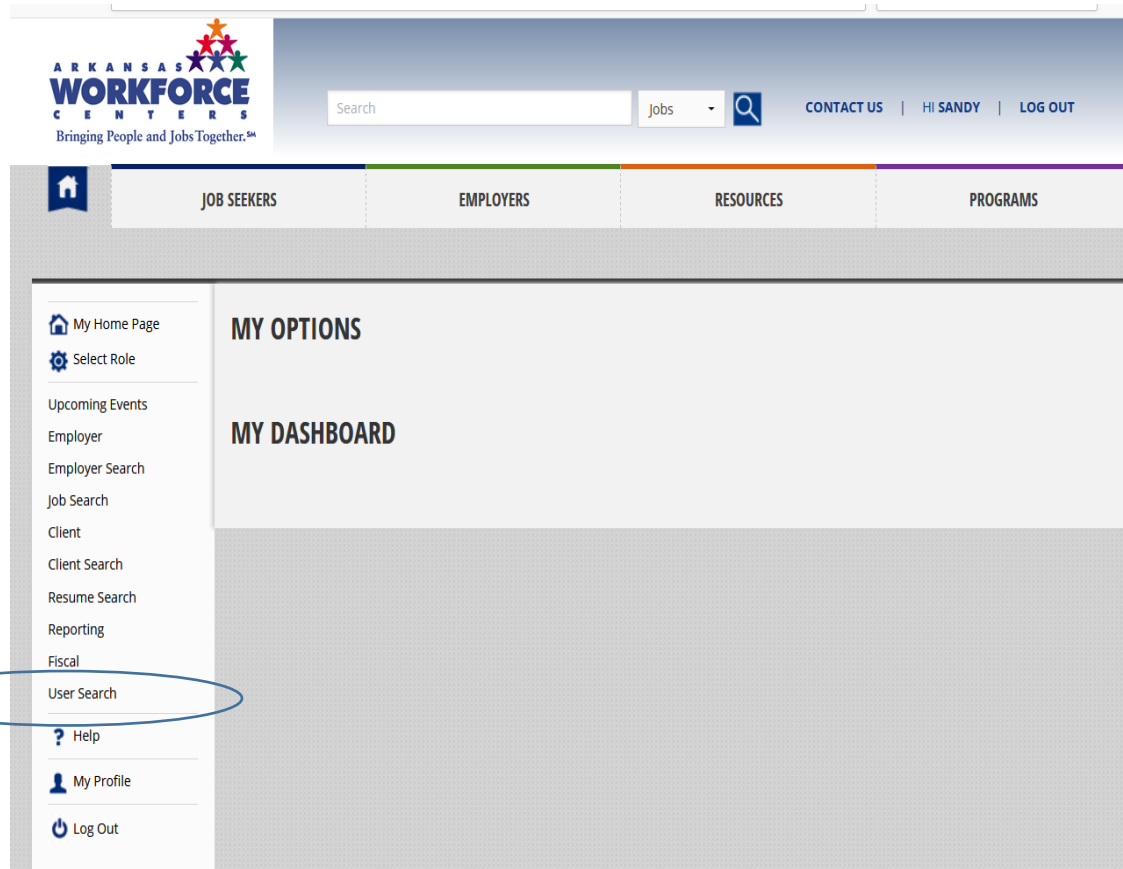 ARKANSAS
WORKFORCE
CENTERS
Bringing People and Jobs Together.℠
Search
Jobs
CONTACT US | HI SANDY | LOG OUT
JOB SEEKERS
EMPLOYERS
RESOURCES
PROGRAMS
My Home Page
Select Role
Upcoming Events
Employer
Employer Search
Job Search
Client
Client Search
Resume Search
Reporting
Fiscal
User Search
? Help
My Profile
Log Out
MY OPTIONS
MY DASHBOARD